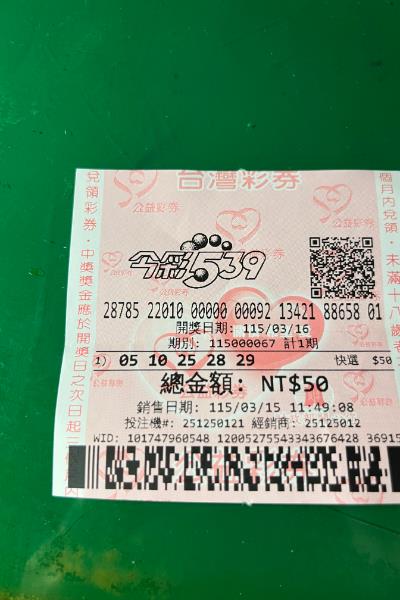 台灣彩券
公益彩券
公益彩券
今彩539
28785 22010 00000 00092 13421 88658 01
開獎日期: 115/03/16
期別: 115000067 計1期
1) 05 10 25 28 29 快選 $50
總金額: NT$50
銷售日期: 115/03/15 11:49:08
投注機#: 251250121 經銷商: 25125012
WID: 101747960548 12005275543343676428 36915
兌領彩券·中獎獎金應於開獎日之次日起三
個月內兌領·未滿十八歲者